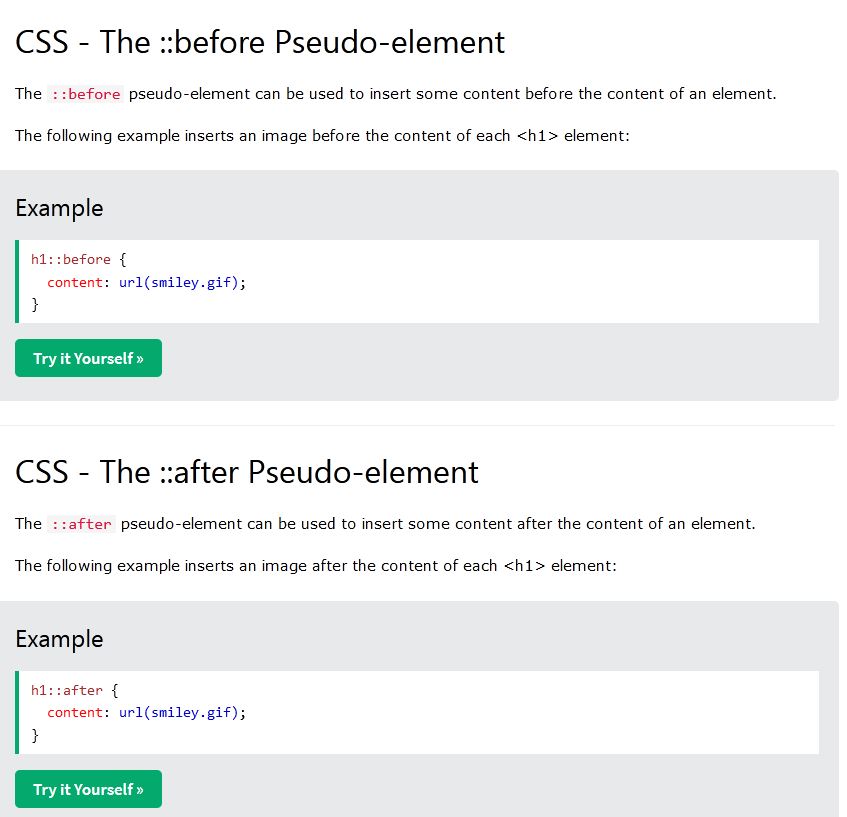 CSS - The ::before Pseudo-element
The ::before pseudo-element can be used to insert some content before the content of an element.
The following example inserts an image before the content of each <h1> element:
Example
h1::before {
  content: url(smiley.gif);
}
Try it Yourself »
CSS - The ::after Pseudo-element
The ::after pseudo-element can be used to insert some content after the content of an element.
The following example inserts an image after the content of each <h1> element:
Example
h1::after {
  content: url(smiley.gif);
}
Try it Yourself »